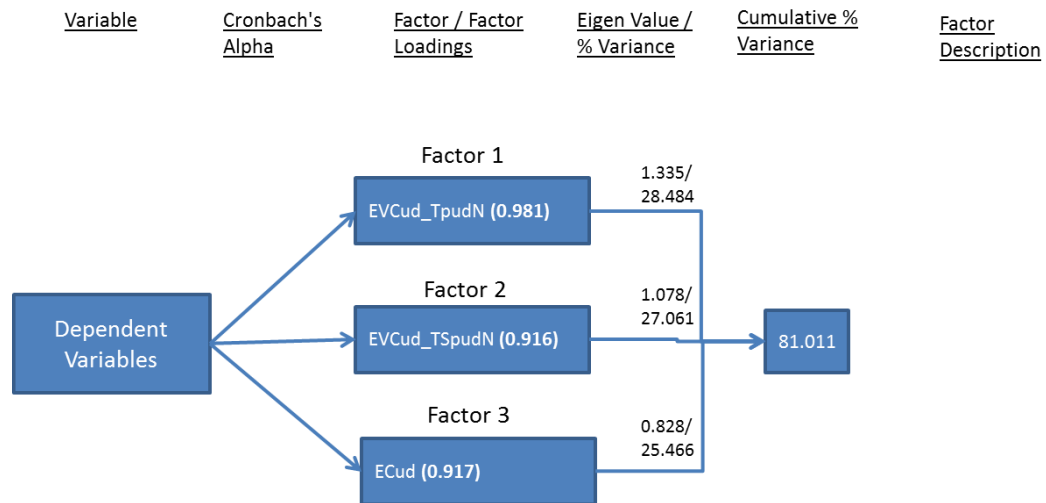 Variable
Cronbach's
Alpha
Factor / Factor
Loadings
Eigen Value /
% Variance
Cumulative %
Variance
Factor
Description
Factor 1
EVCud_TpudN (0.981)
1.335/
28.484
Factor 2
EVCud_TSpudN (0.916)
1.078/
27.061
Dependent
Variables
81.011
Factor 3
ECud (0.917)
0.828/
25.466